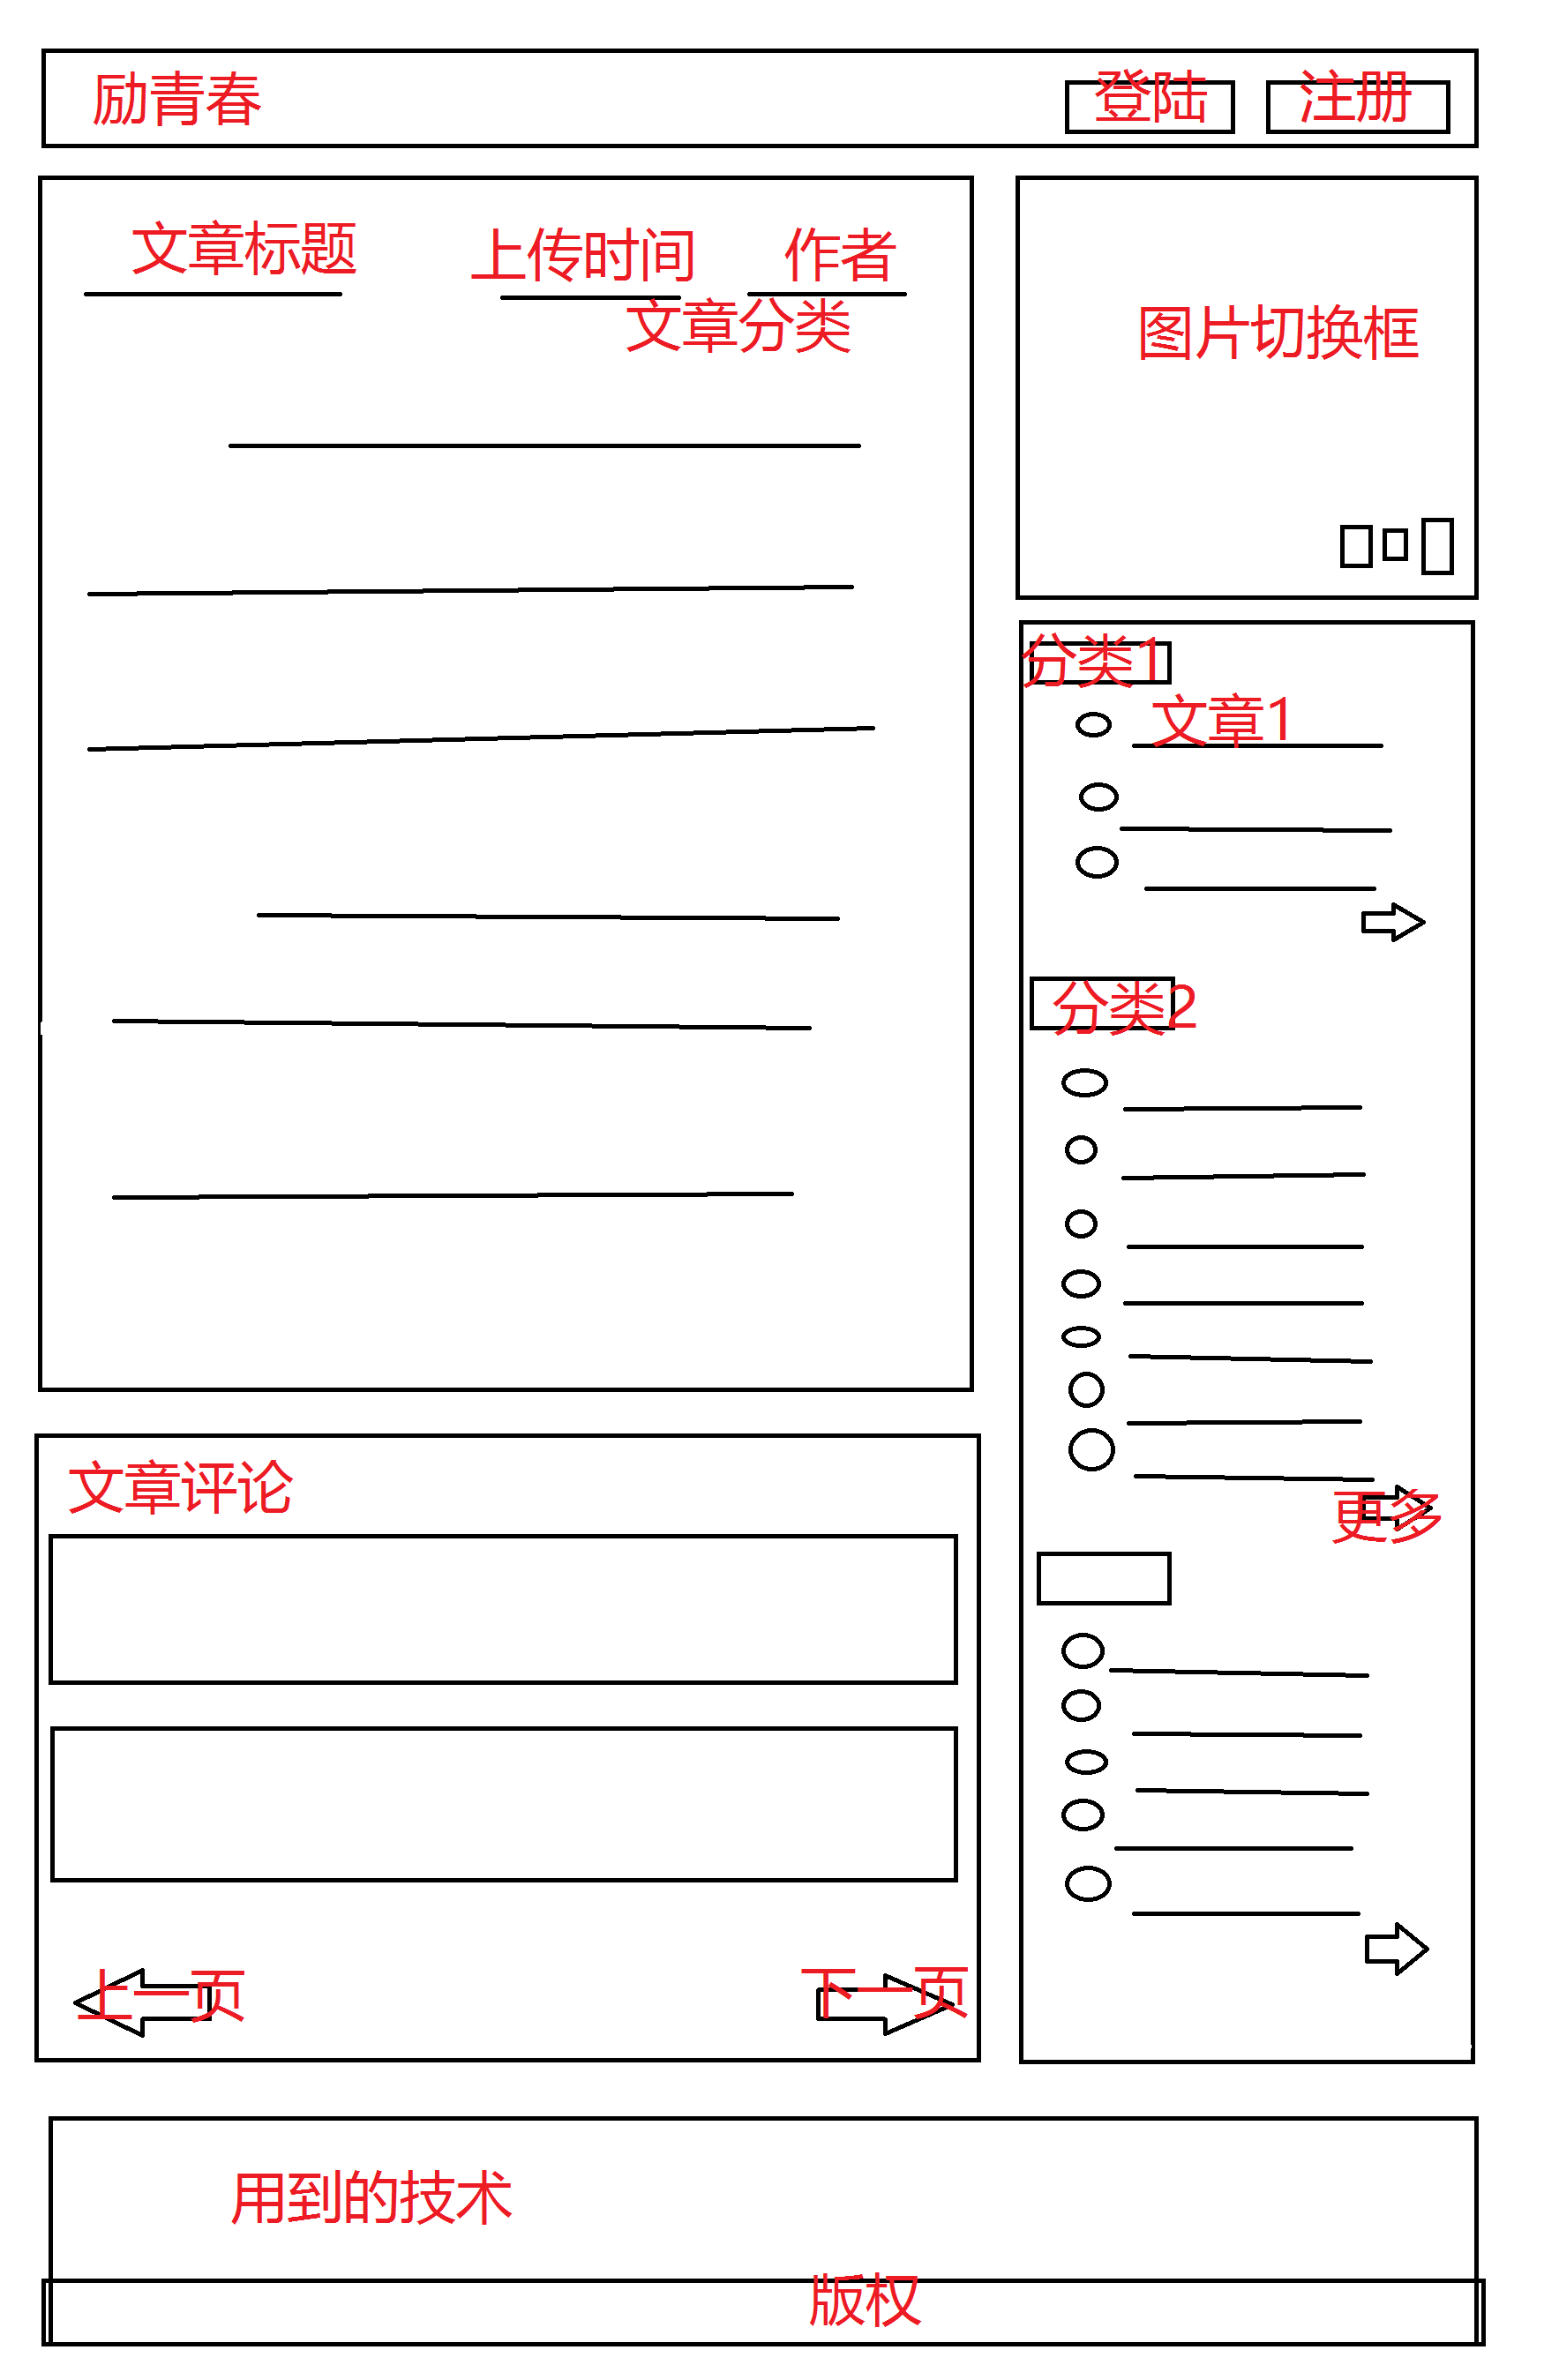 励青春 登陆 注册
文章标题 上传时间 作者
文章分类
图片切换框
分类1
文章1
分类2
更多
文章评论
上一页 下一页
用到的技术
版权